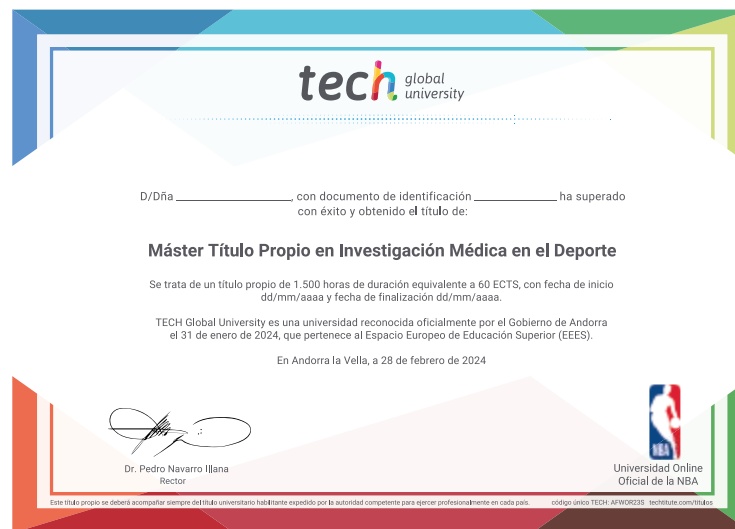 tech global
university
D/Dña ____________, con documento de identificación ____________ ha superado
con éxito y obtenido el título de:
Máster Título Propio en Investigación Médica en el Deporte
Se trata de un título propio de 1.500 horas de duración equivalente a 60 ECTS, con fecha de inicio
dd/mm/aaaa y fecha de finalización dd/mm/aaaa.
TECH Global University es una universidad reconocida oficialmente por el Gobierno de Andorra
el 31 de enero de 2024, que pertenece al Espacio Europeo de Educación Superior (EEES).
En Andorra la Vella, a 28 de febrero de 2024
Dr. Pedro Navarro Illana
Rector
NBA
Universidad Online
Oficial de la NBA
Este título propio se deberá acompañar siempre del título universitario habilitante expedido por la autoridad competente para ejercer profesionalmente en cada país. código único TECH: AFWOR23S techtitute.com/títulos